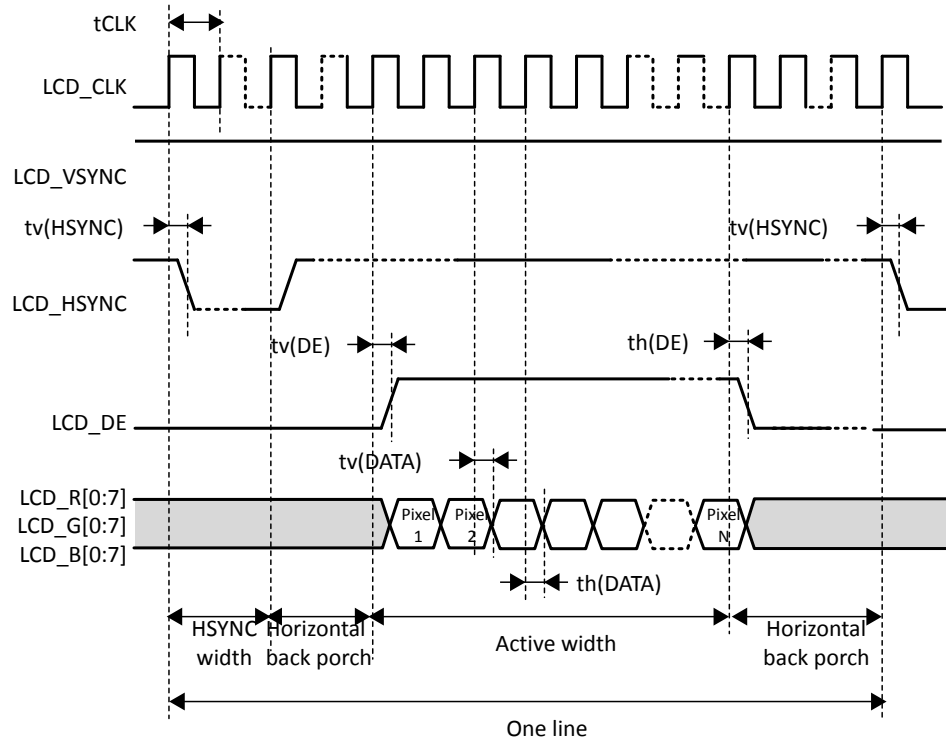 tCLK
LCD_CLK
LCD_VSYNC
tv(HSYNC)
tv(HSYNC)
LCD_HSYNC
tv(DE)
th(DE)
LCD_DE
tv(DATA)
LCD_R[0:7]
LCD_G[0:7]
LCD_B[0:7]
Pixel
1
Pixel
2
Pixel
N
th(DATA)
HSYNC
width
Horizontal
back porch
Active width
Horizontal
back porch
One line